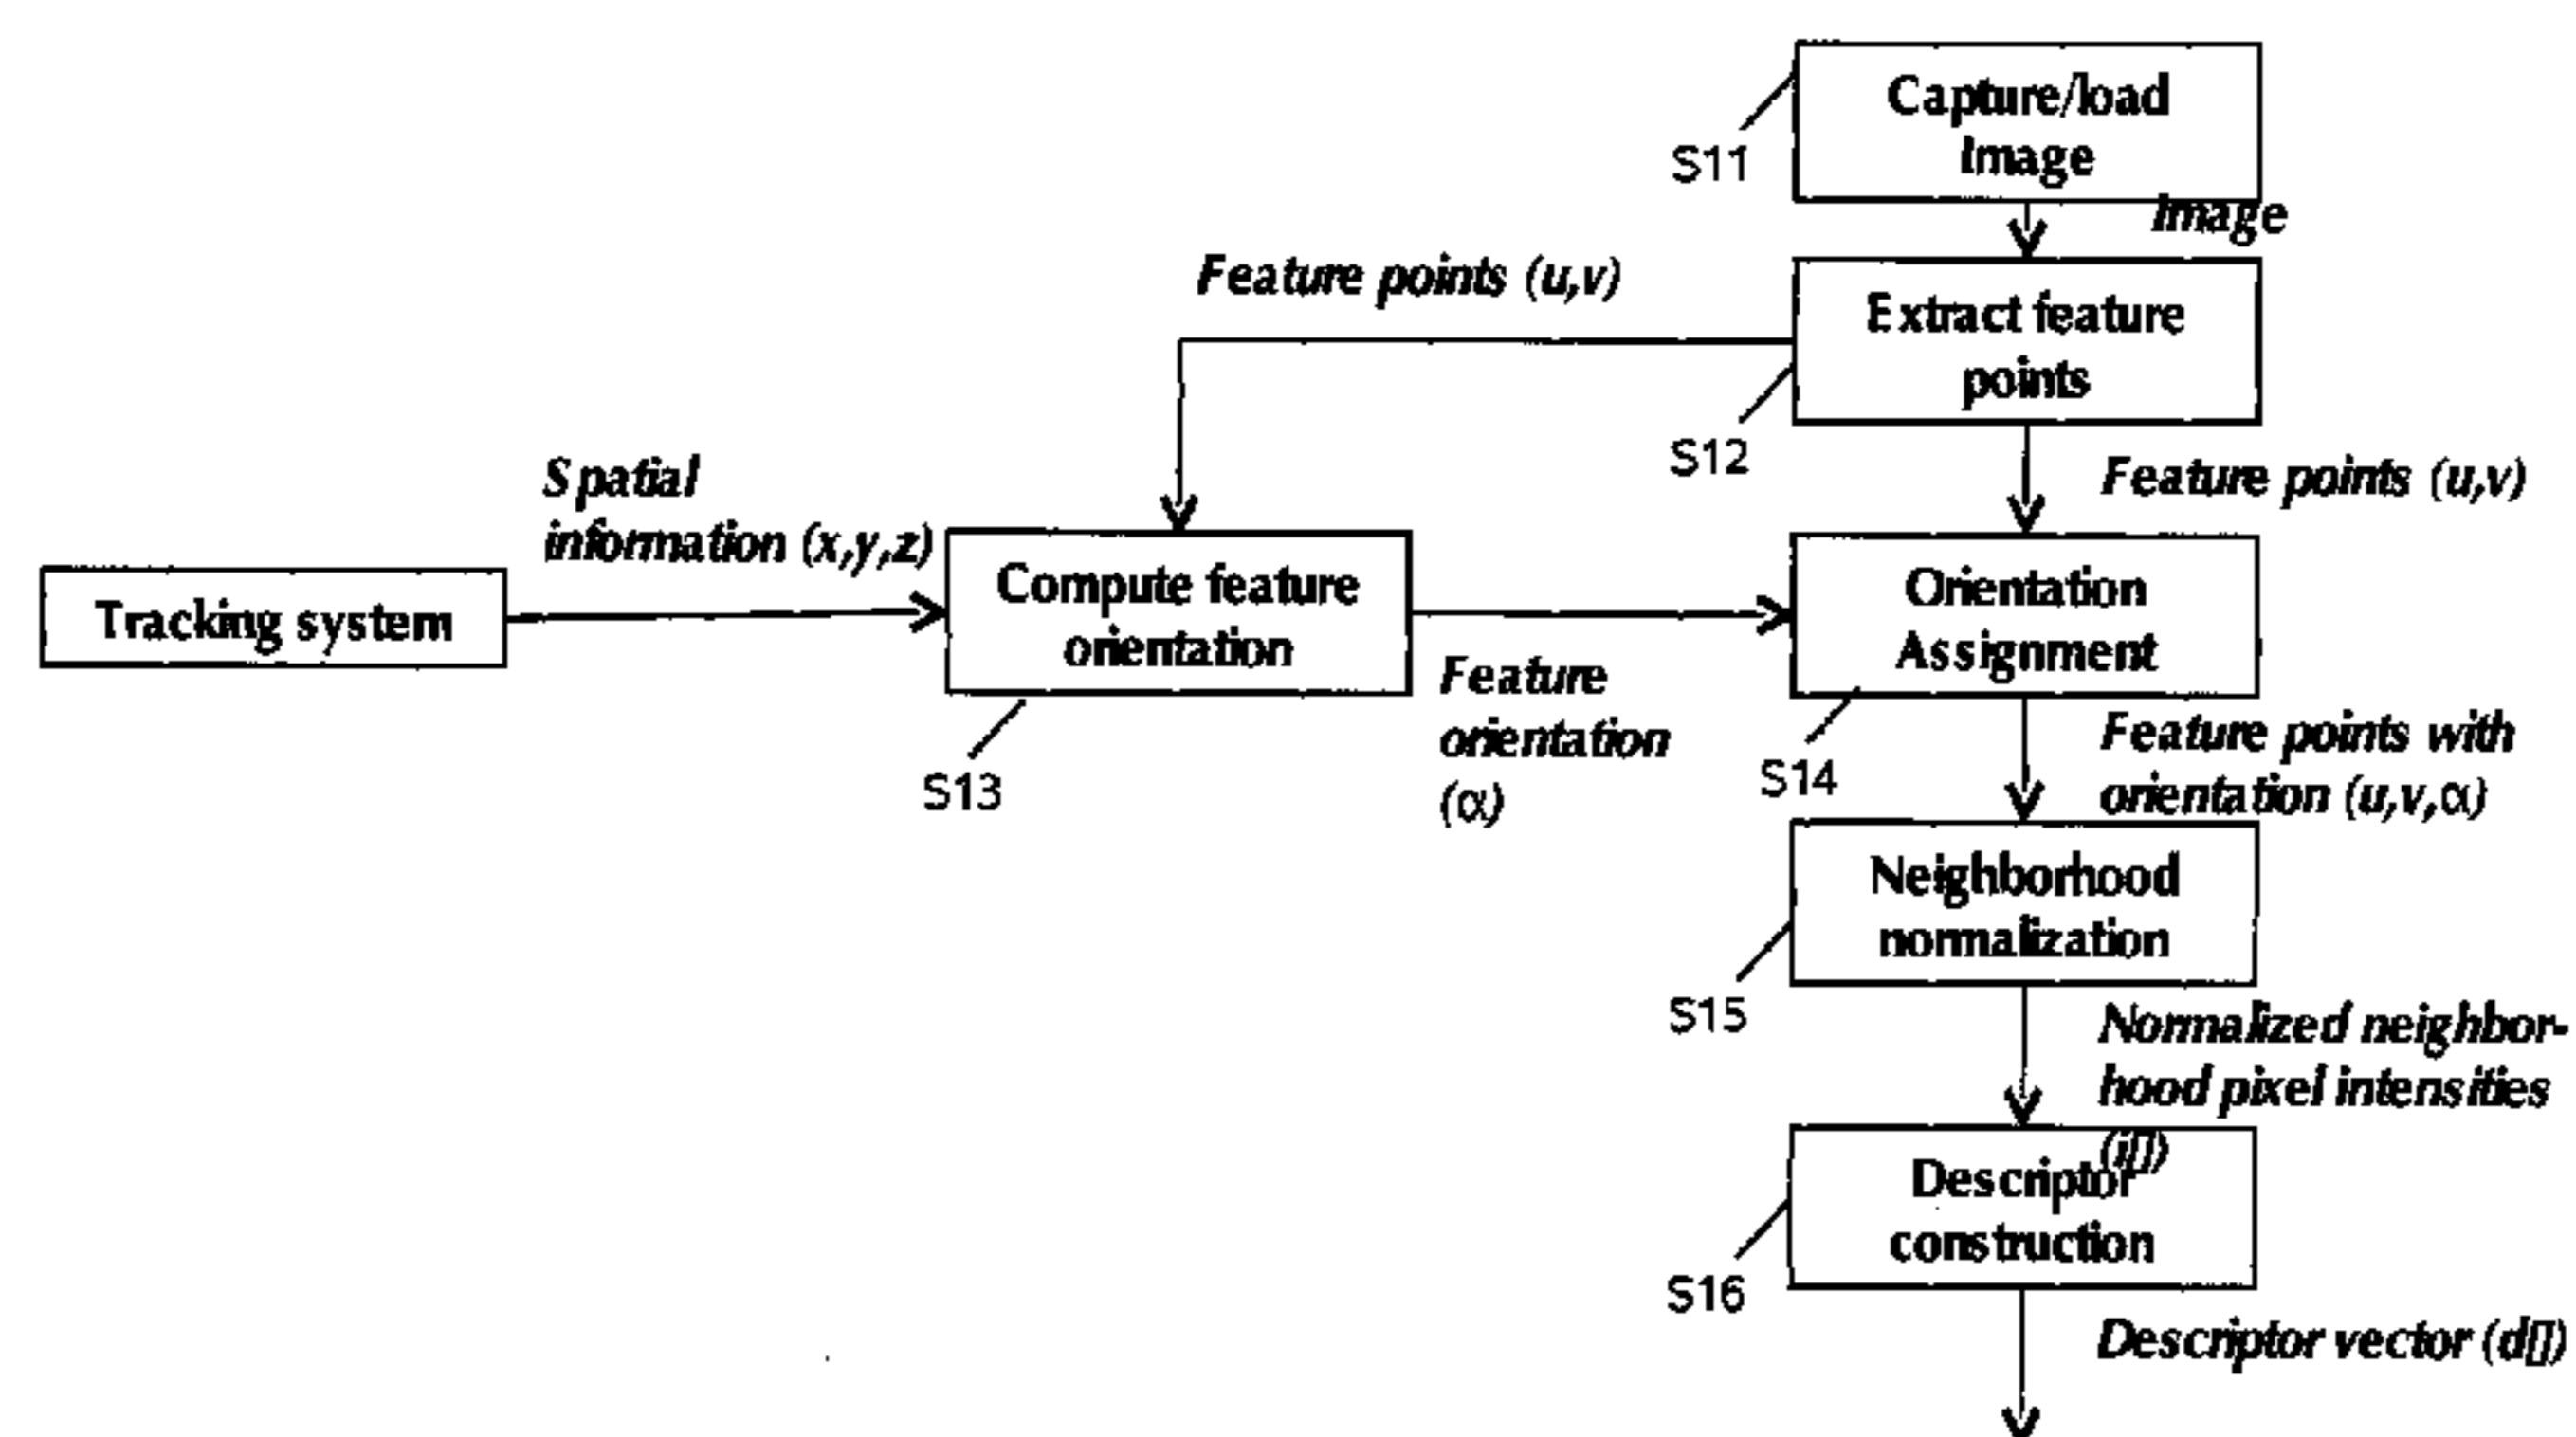 Capture/load
Image
S11
Image
Feature points (u,v)
Extract feature
points
S12
Feature points (u,v)
Spatial
information (x,y,z)
Tracking system
Compute feature
orientation
S13
Feature
orientation
(α)
Orientation
Assignment
S14
Feature points with
orientation (u,v,α)
Neighborhood
normalization
S15
Normalized neighbor-
hood pixel intensities
(i[])
Descriptor
construction
S16
Descriptor vector (d[])